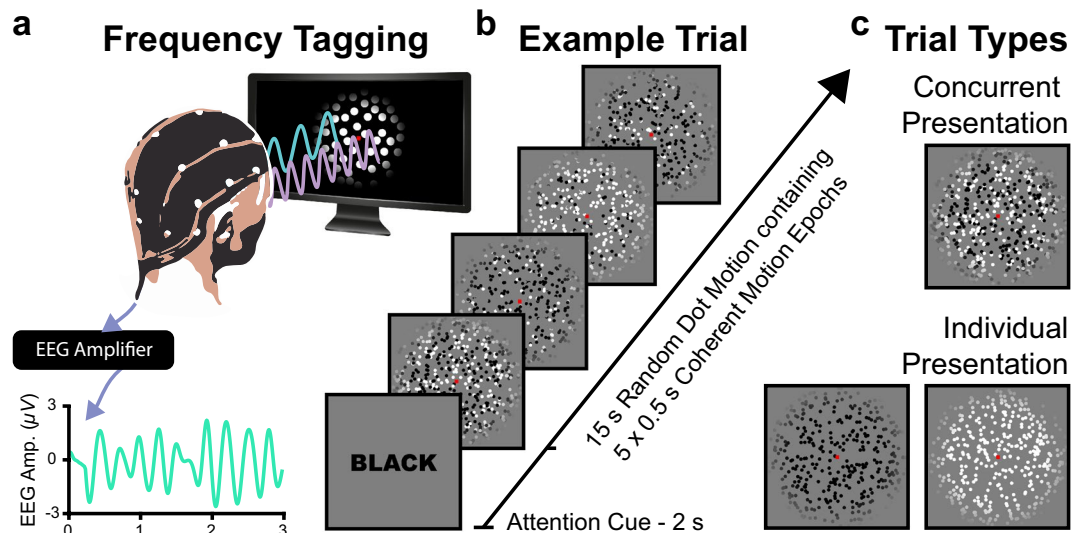 a
Frequency Tagging
EEG Amplifier
EEG Amp. (µV)
3
0
-3
0
1
2
3
b
Example Trial
BLACK
15 s Random Dot Motion containing
5 x 0.5 s Coherent Motion Epochs
Attention Cue - 2 s
c
Trial Types
Concurrent
Presentation
Individual
Presentation